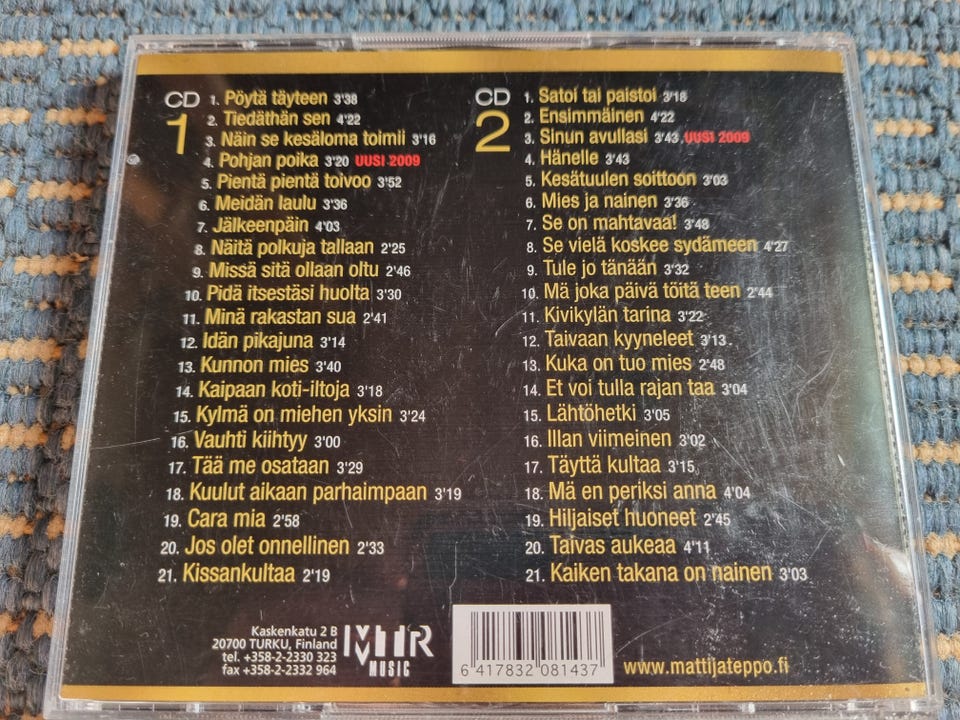 CD 1
1. Pöytä täyteen 3'38
2. Tiedäthän sen 4'22
3. Näin se kesäloma toimii 3'16
4. Pohjan poika 3'20 UUSI 2009
5. Pientä pientä toivoo 3'52
6. Meidän laulu 3'36
7. Jälkeenpäin 4'03
8. Näitä polkuja tallaan 2'25
9. Missä sitä ollaan oltu 2'46
10. Pidä itsestäsi huolta 3'30
11. Minä rakastan sua 2'41
12. Idän pikajuna 3'14
13. Kunnon mies 3'40
14. Kaipaan koti-iltoja 3'18
15. Kylmä on miehen yksin 3'24
16. Vauhti kiihtyy 3'00
17. Tää me osataan 3'29
18. Kuulut aikaan parhaimpaan 3'19
19. Cara mia 2'58
20. Jos olet onnellinen 2'33
21. Kissankultaa 2'19
CD 2
1. Satoi tai paistoi 3'18
2. Ensimmäinen 4'22
3. Sinun avullasi 3'43 UUSI 2009
4. Hänelle 3'43
5. Kesätuulen soittoon 3'03
6. Mies ja nainen 3'36
7. Se on mahtavaa! 3'48
8. Se vielä koskee sydämeen 4'27
9. Tule jo tänään 3'32
10. Mä joka päivä töitä teen 2'44
11. Kivikylän tarina 3'22
12. Taivaan kyyneleet 3'13
13. Kuka on tuo mies 2'48
14. Et voi tulla rajan taa 3'04
15. Lähtöhetki 3'05
16. Illan viimeinen 3'02
17. Täyttä kultaa 3'15
18. Mä en periksi anna 4'04
19. Hiljaiset huoneet 2'45
20. Taivas aukeaa 4'11
21. Kaiken takana on nainen 3'03
Kaskenkatu 2 B
20700 TURKU, Finland
tel. +358-2-2330 323
fax +358-2-2332 964
MTR
MUSIC
6 417832 081437
www.mattijateppo.fi